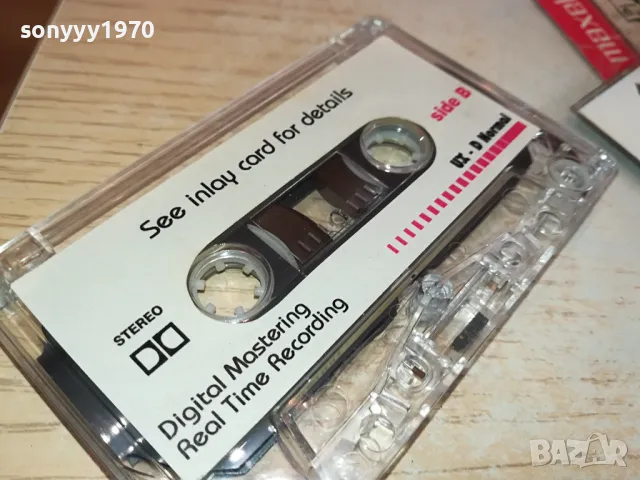 sonyyy1970
maxell
See inlay card for details
side B
UX - D Normal
STEREO
Digital Mastering
Real Time Recording
BAZAR
bg